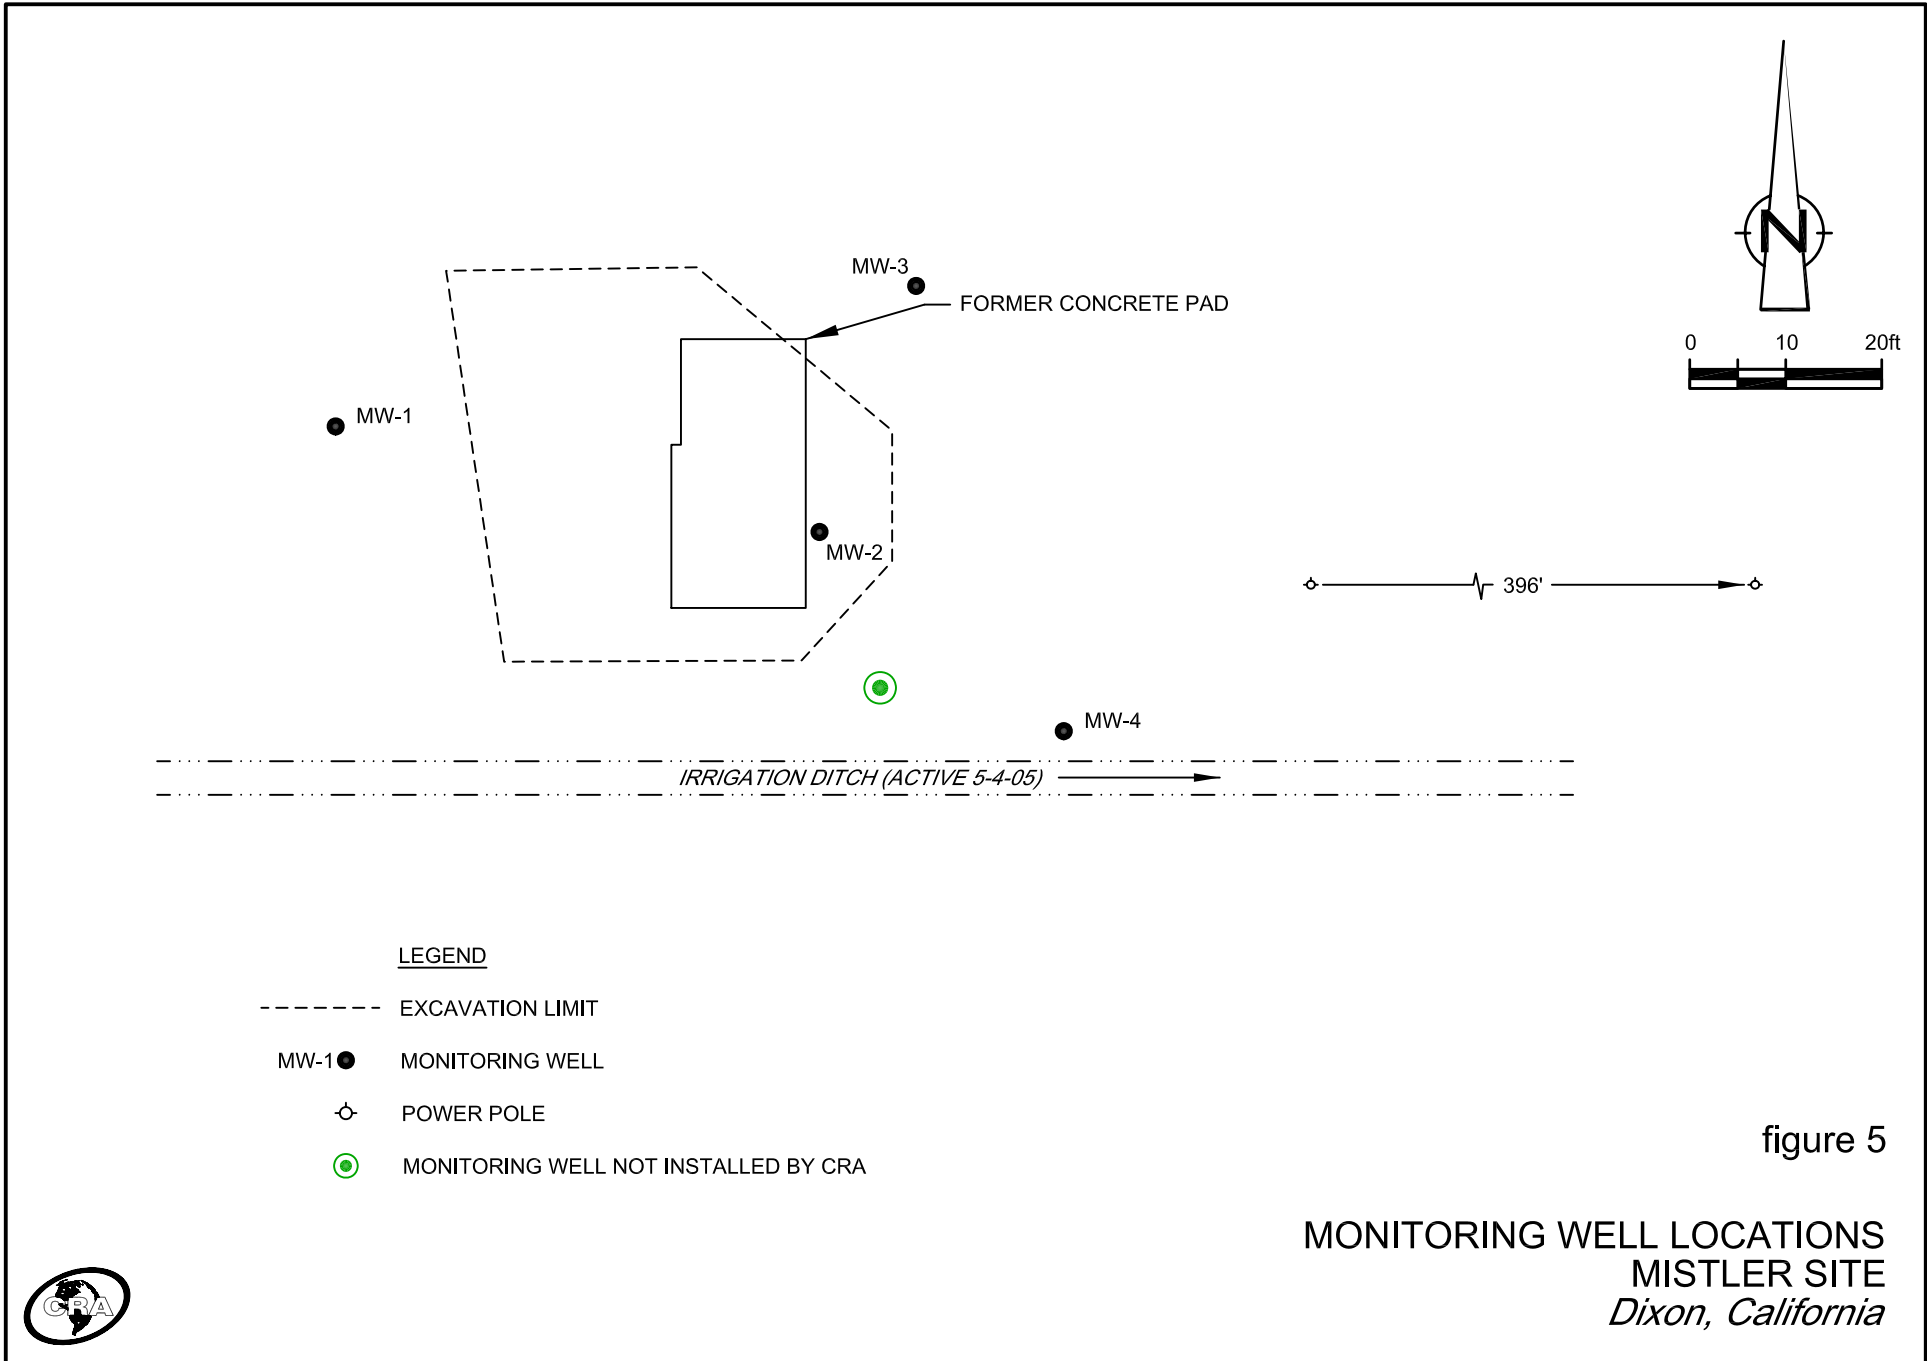 N
0 10 20ft
MW-3
FORMER CONCRETE PAD
MW-1
MW-2
396'
MW-4
IRRIGATION DITCH (ACTIVE 5-4-05)
LEGEND
EXCAVATION LIMIT
MW-1 MONITORING WELL
POWER POLE
MONITORING WELL NOT INSTALLED BY CRA
figure 5
MONITORING WELL LOCATIONS
MISTLER SITE
Dixon, California
CRA